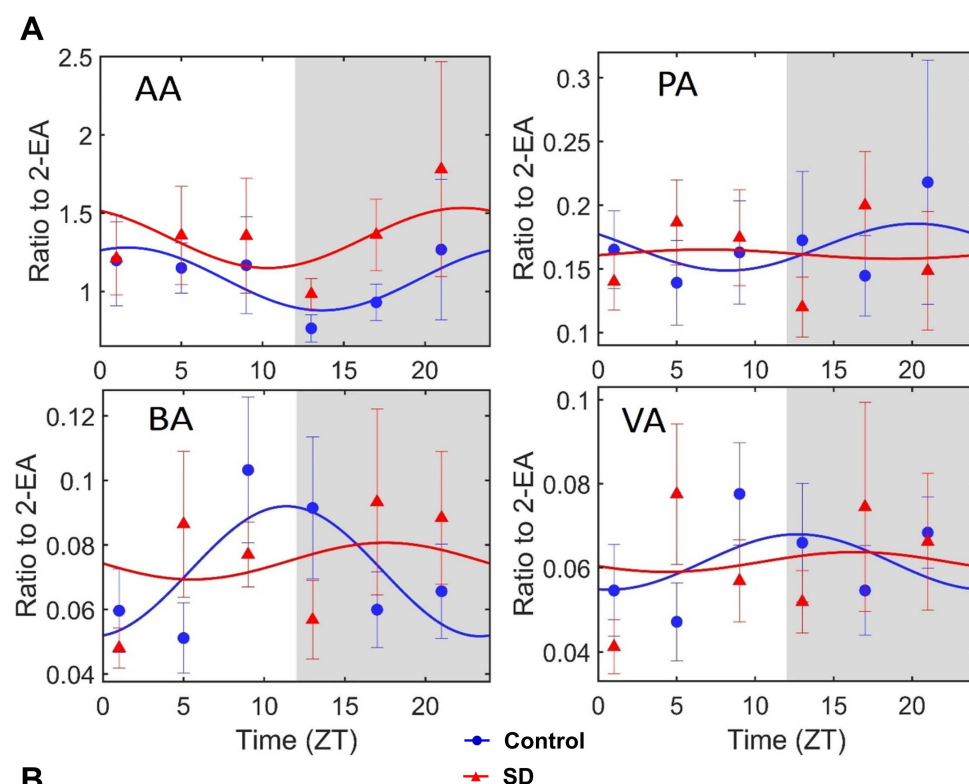 A
AA
Ratio to 2-EA
2.5
2
1.5
1
0 5 10 15 20
PA
Ratio to 2-EA
0.3
0.25
0.2
0.15
0.1
0 5 10 15 20
BA
Ratio to 2-EA
0.12
0.1
0.08
0.06
0.04
0 5 10 15 20
Time (ZT)
VA
Ratio to 2-EA
0.1
0.08
0.06
0.04
0 5 10 15 20
Time (ZT)
Control
SD
B